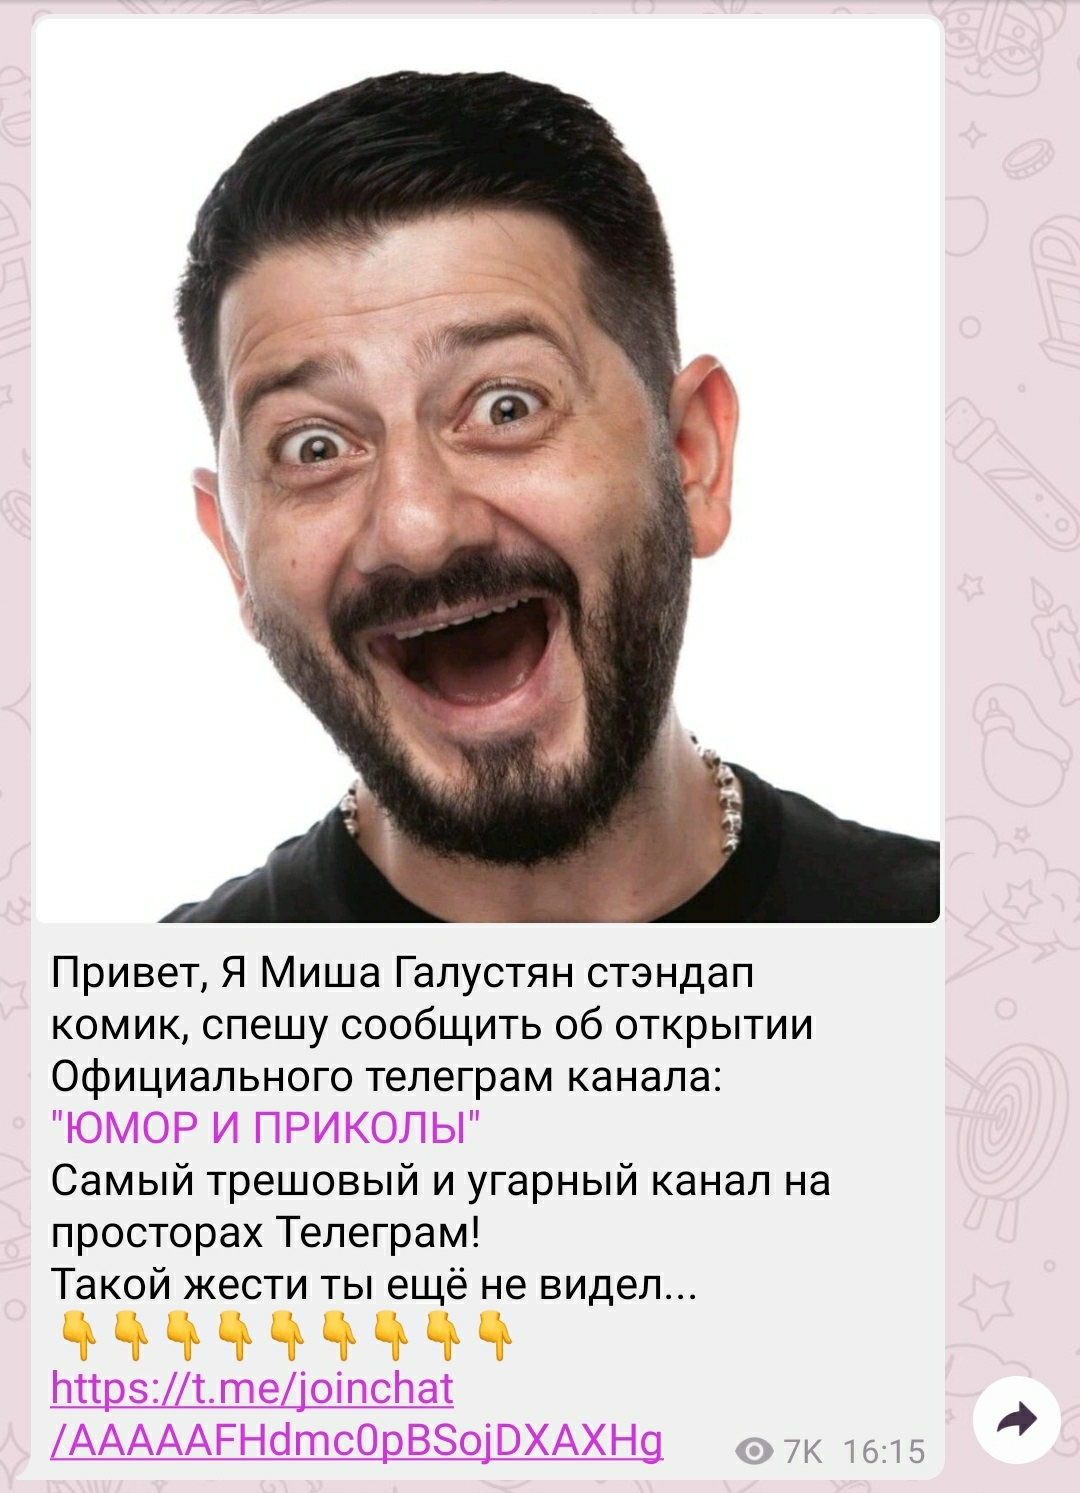 Привет, Я Миша Галустян стэндап
комик, спешу сообщить об открытии
Официального телеграм канала:
"ЮМОР И ПРИКОЛЫ"
Самый трешовый и угарный канал на
просторах Телеграм!
Такой жести ты ещё не видел...
👇👇👇👇👇👇👇👇👇
https://t.me/joinchat
/AAAAAFHdmc0pBSojDXAXHg
7K 16:15